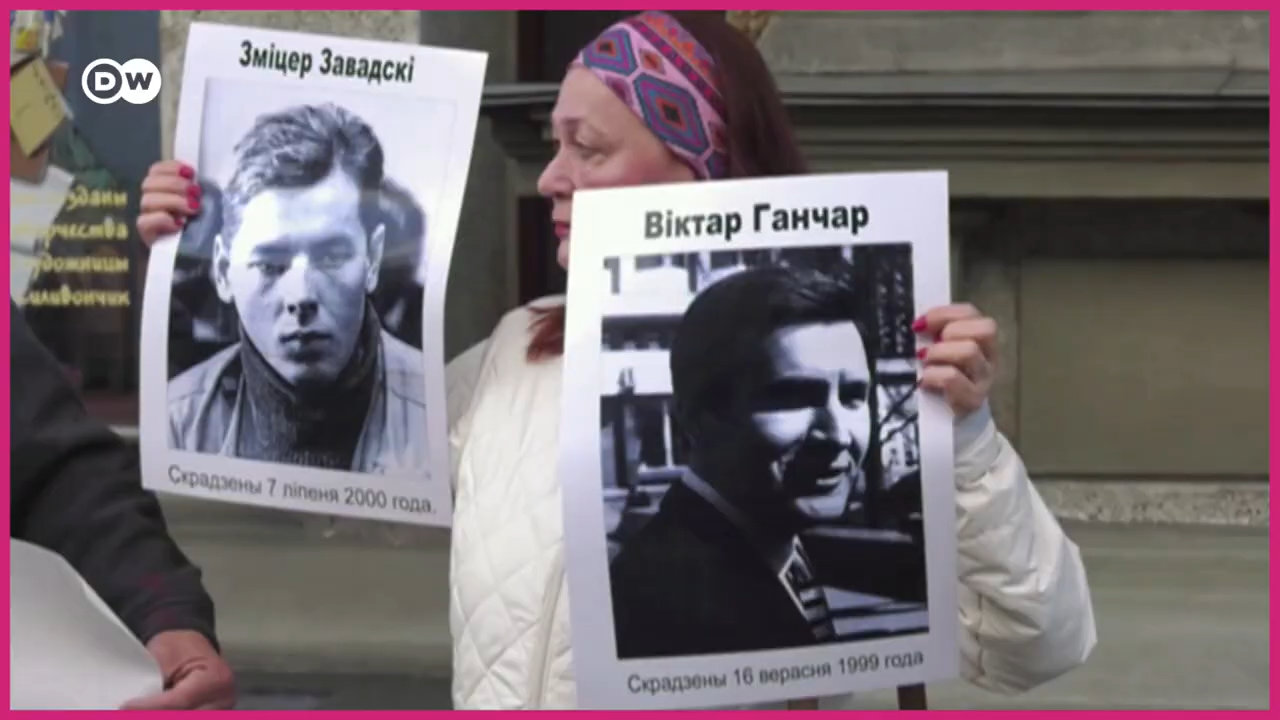 DW
Зміцер Завадскі
Скрадзены 7 ліпеня 2000 года.
Віктар Ганчар
Скрадзены 16 верасня 1999 года